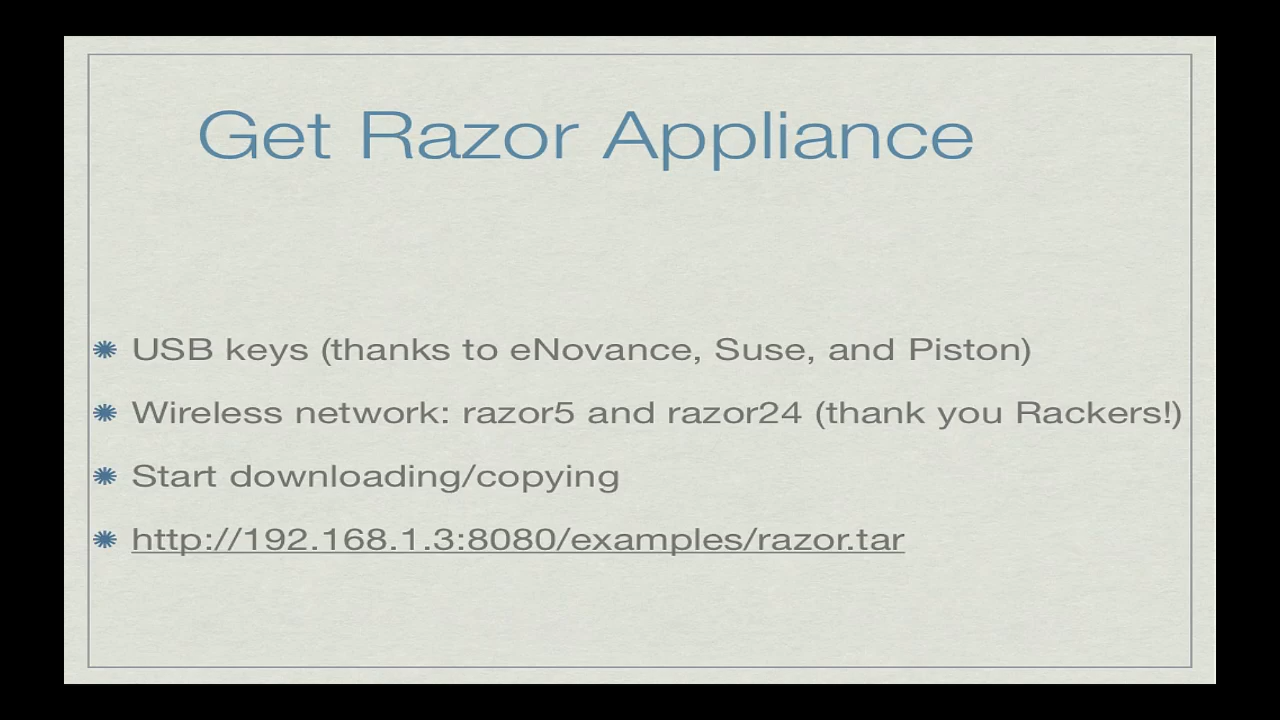 Get Razor Appliance
USB keys (thanks to eNovance, Suse, and Piston)
Wireless network: razor5 and razor24 (thank you Rackers!)
Start downloading/copying
http://192.168.1.3:8080/examples/razor.tar